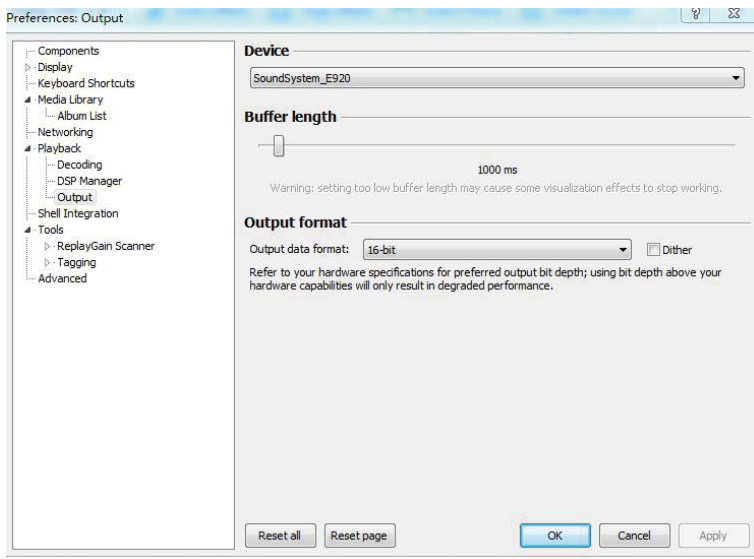 Preferences: Output
Components
Display
Keyboard Shortcuts
Media Library
Album List
Networking
Playback
Decoding
DSP Manager
Output
Shell Integration
Tools
ReplayGain Scanner
Tagging
Advanced
Device
SoundSystem_E920
Buffer length
1000 ms
Warning: setting too low buffer length may cause some visualization effects to stop working.
Output format
Output data format: 16-bit Dither
Refer to your hardware specifications for preferred output bit depth; using bit depth above your
hardware capabilities will only result in degraded performance.
Reset all Reset page OK Cancel Apply